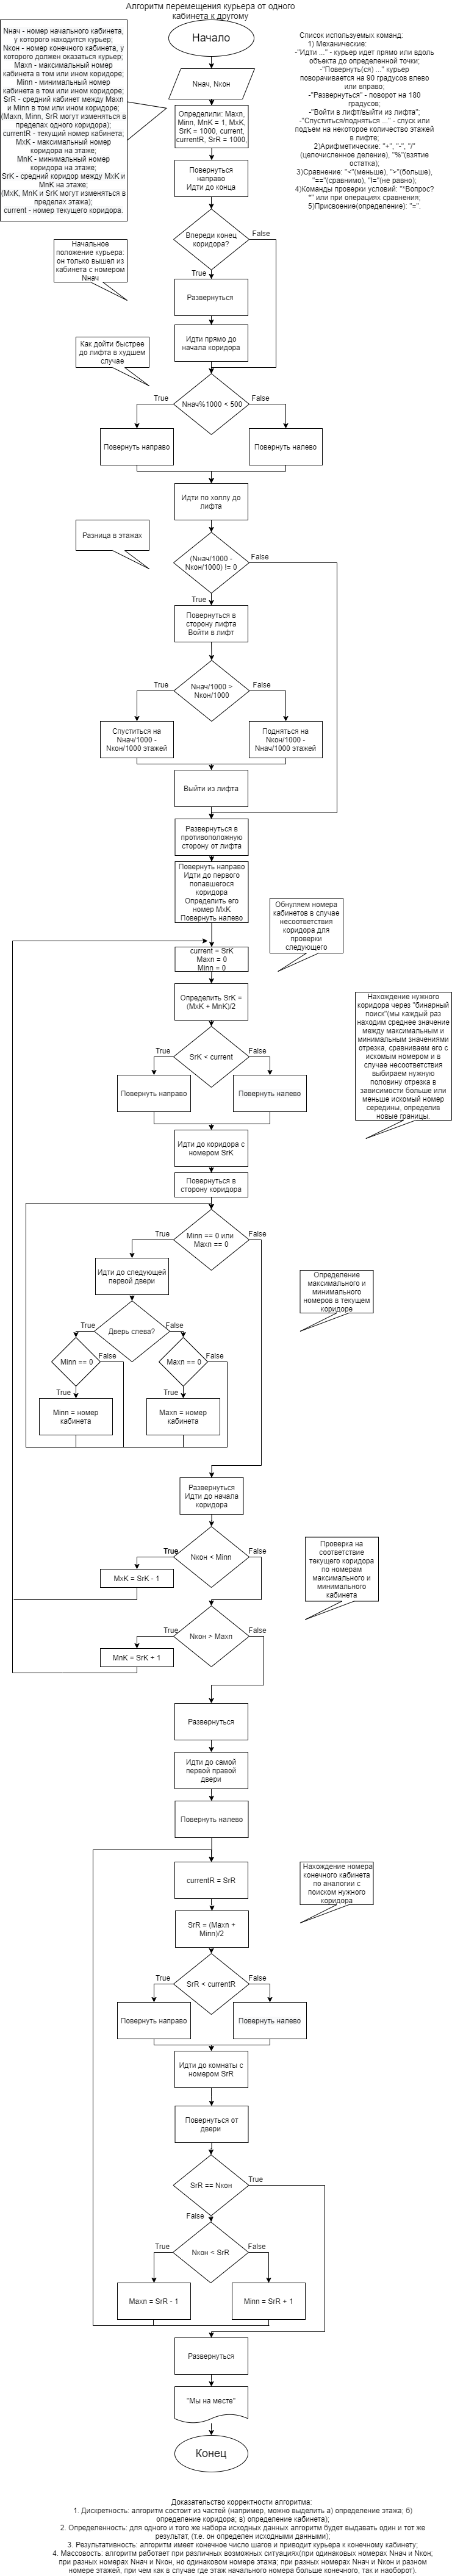 Алгоритм перемещения курьера от одного
кабинета к другому
Nнач - номер начального кабинета,
у которого находится курьер;
Nкон - номер конечного кабинета, у
которого должен оказаться курьер;
Maxn - максимальный номер
кабинета в том или ином коридоре;
Minn - минимальный номер
кабинета в том или ином коридоре;
SrR - средний кабинет между Maxn
и Minn в том или ином коридоре;
(Maxn, Minn, SrR могут изменяться в
пределах одного коридора);
currentR - текущий номер кабинета;
MxK - максимальный номер
коридора на этаже;
MnK - минимальный номер
коридора на этаже;
SrK - средний коридор между MxK и
MnK на этаже;
(MxK, MnK и SrK могут изменяться в
пределах этажа);
current - номер текущего коридора.
Начало
Nнач, Nкон
Определили: Maxn,
Minn, MnK = 1, MxK,
SrK = 1000, current,
currentR, SrR = 1000,
Список используемых команд:
1) Механические:
-"Идти ..." - курьер идет прямо или вдоль
объекта до определенной точки;
-"Повернуть(ся) ..." курьер
поворачивается на 90 градусов влево
или вправо;
-"Развернуться" - поворот на 180
градусов;
-"Войти в лифт/выйти из лифта";
-"Спуститься/подняться ..." - спуск или
подъем на некоторое количество этажей
в лифте;
2)Арифметические: "+", "-", "/"
(целочисленное деление), "%"(взятие
остатка);
3)Сравнение: "<"(меньше), ">"(больше),
"=="(сравнимо), "!="(не равно);
4)Команды проверки условий: "*Вопрос?
*" или при операциях сравнения;
5)Присвоение(определение): "=".
Повернуться
направо
Идти до конца
Начальное
положение курьера:
он только вышел из
кабинета с номером
Nнач
Впереди конец
коридора?
False
True
Развернуться
Идти прямо до
начала коридора
Как дойти быстрее
до лифта в худшем
случае
Nнач%1000 < 500
True
False
Повернуть направо
Повернуть налево
Идти по холлу до
лифта
Разница в этажах
(Nнач/1000 -
Nкон/1000) != 0
False
True
Повернуться в
сторону лифта
Войти в лифт
Nнач/1000 >
Nкон/1000
True
False
Спуститься на
Nнач/1000 -
Nкон/1000 этажей
Подняться на
Nкон/1000 -
Nнач/1000 этажей
Выйти из лифта
Развернуться в
противоположную
сторону от лифта
Повернуть направо
Идти до первого
попавшегося
коридора
Определить его
номер MxK
Повернуть налево
Обнуляем номера
кабинетов в случае
несоответствия
коридора для
проверки
следующего
current = SrK
Maxn = 0
Minn = 0
Определить SrK =
(MxK + MnK)/2
Нахождение нужного
коридора через "бинарный
поиск"(мы каждый раз
находим среднее значение
между максимальным и
минимальным значениями
отрезка, сравниваем его с
искомым номером и в
случае несоответствия
выбираем нужную
половину отрезка в
зависимости больше или
меньше искомый номер
середины, определив
новые границы.
SrK < current
True
False
Повернуть направо
Повернуть налево
Идти до коридора с
номером SrK
Повернуться в
сторону коридора
Minn == 0 или
Maxn == 0
True
False
Идти до следующей
первой двери
Определение
максимального и
минимального
номеров в текущем
коридоре
Дверь слева?
True
False
Minn == 0
False
Maxn == 0
False
True
True
Minn = номер
кабинета
Maxn = номер
кабинета
Развернуться
Идти до начала
коридора
Nкон < Minn
True
False
MxK = SrK - 1
Проверка на
соответствие
текущего коридора
по номерам
максимального и
минимального
кабинета
Nкон > Maxn
True
False
MnK = SrK + 1
Развернуться
Идти до самой
первой правой
двери
Повернуть налево
currentR = SrR
Нахождение номера
конечного кабинета
по аналогии с
поиском нужного
коридора
SrR = (Maxn +
Minn)/2
SrR < currentR
True
False
Повернуть направо
Повернуть налево
Идти до комнаты с
номером SrR
Повернуться от
двери
SrR == Nкон
True
False
Nкон < SrR
True
False
Maxn = SrR - 1
Minn = SrR + 1
Развернуться
"Мы на месте"
Конец
Доказательство корректности алгоритма:
1. Дискретность: алгоритм состоит из частей (например, можно выделить а) определение этажа; б)
определение коридора; в) определение кабинета);
2. Определенность: для одного и того же набора исходных данных алгоритм будет выдавать один и тот же
результат, (т.е. он определен исходными данными);
3. Результативность: алгоритм имеет конечное число шагов и приводит курьера к конечному кабинету;
4. Массовость: алгоритм работает при различных возможных ситуациях(при одинаковых номерах Nнач и Nкон;
при разных номерах Nнач и Nкон, но одинаковом номере этажа; при разных номерах Nнач и Nкон и разном
номере этажей, при чем как в случае где этаж начального номера больше конечного, так и наоборот).